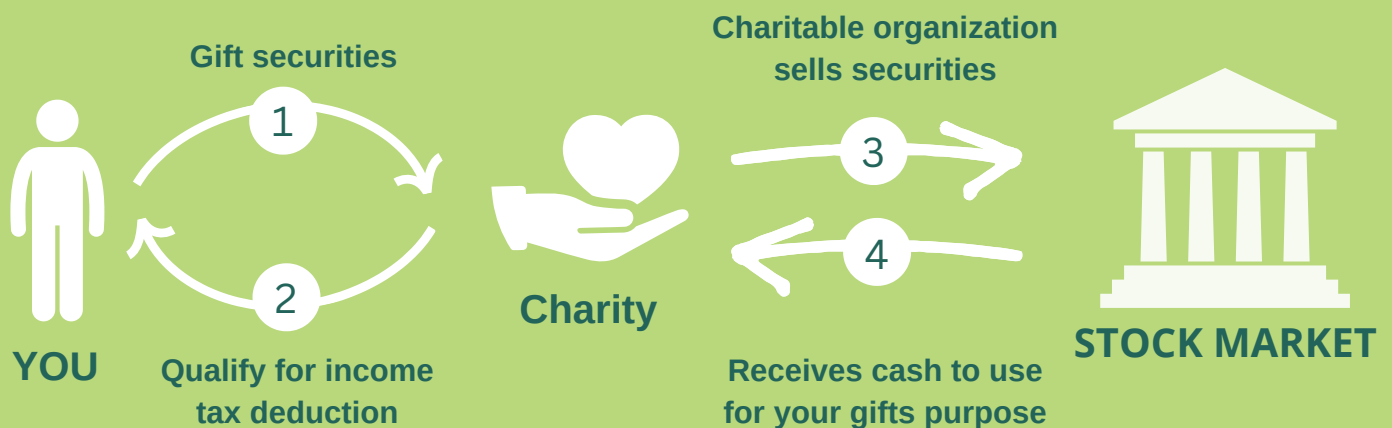 Gift securities
1
2
Qualify for income
tax deduction
YOU
Charity
Charitable organization
sells securities
3
4
Receives cash to use
for your gifts purpose
STOCK MARKET